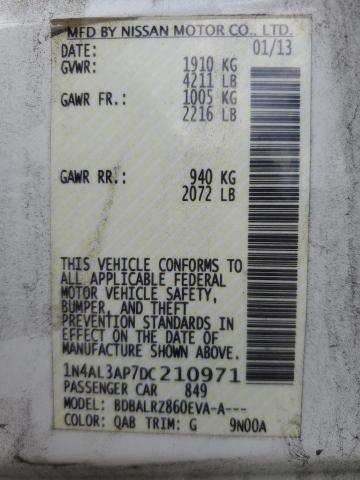 MFD BY NISSAN MOTOR CO., LTD.
DATE: 01/13
GVWR: 1910 KG
4211 LB
GAWR FR.: 1005 KG
2216 LB
GAWR RR.: 940 KG
2072 LB
THIS VEHICLE CONFORMS TO
ALL APPLICABLE FEDERAL
MOTOR VEHICLE SAFETY,
BUMPER, AND THEFT
PREVENTION STANDARDS IN
EFFECT ON THE DATE OF
MANUFACTURE SHOWN ABOVE.
1N4AL3AP7DC210971
PASSENGER CAR 849
MODEL: BDBALRZ860EVA-A---
COLOR: QAB TRIM: G 9N00A